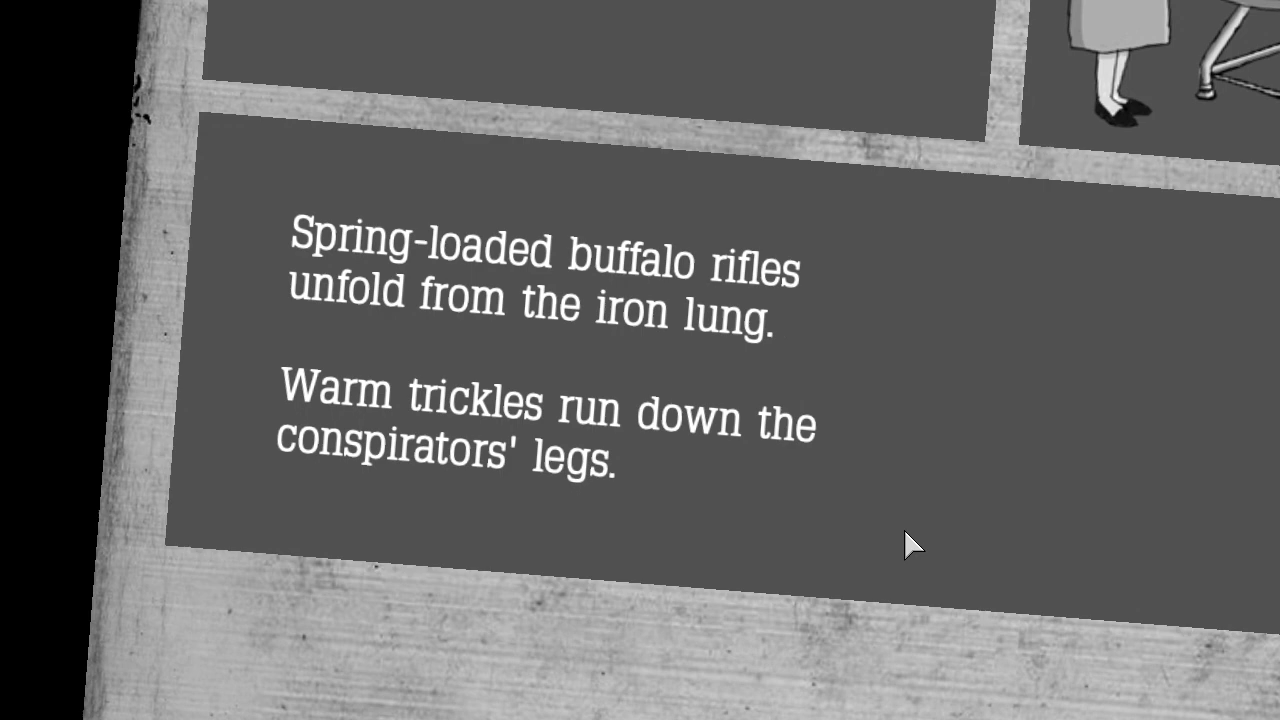 Spring-loaded buffalo rifles
unfold from the iron lung.
Warm trickles run down the
conspirators' legs.